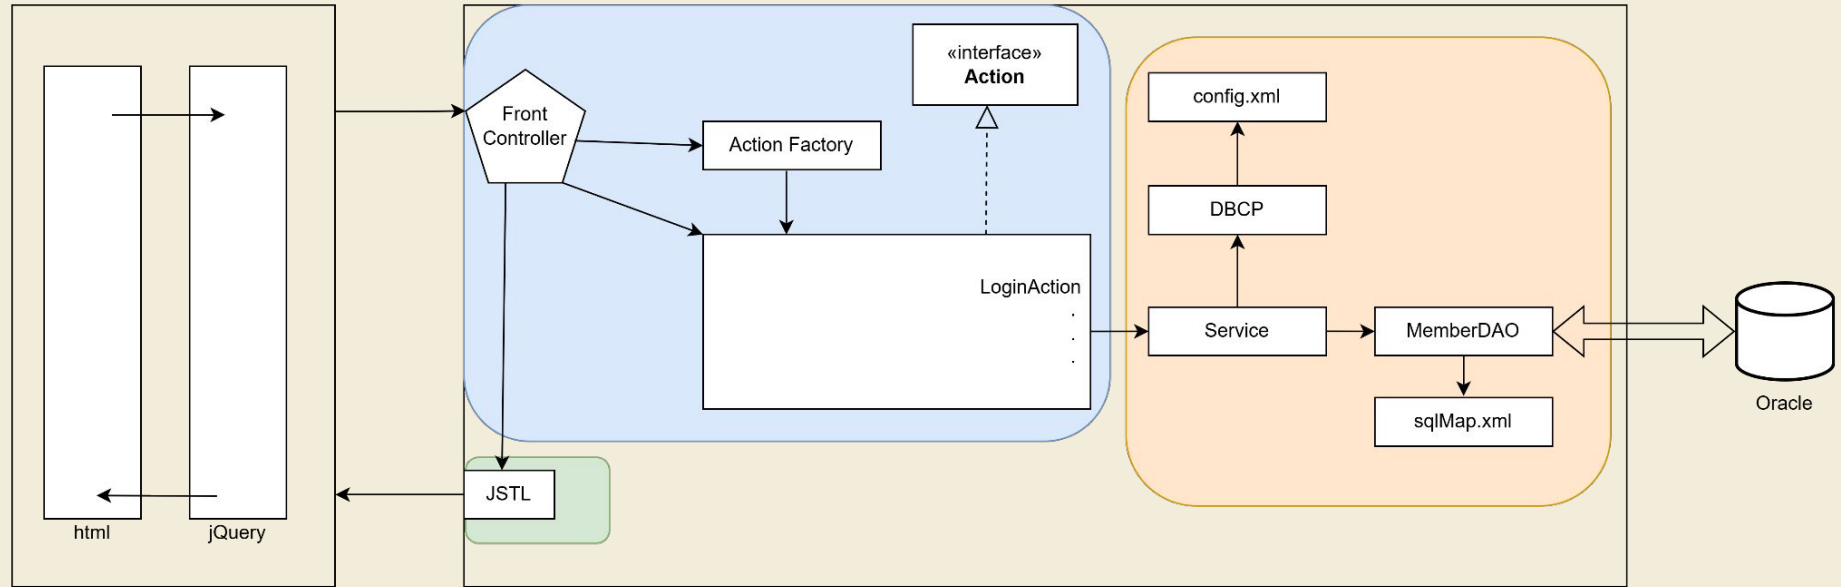 html
jQuery
Front
Controller
Action Factory
«interface»
Action
LoginAction
.
.
.
JSTL
config.xml
DBCP
Service
MemberDAO
sqlMap.xml
Oracle